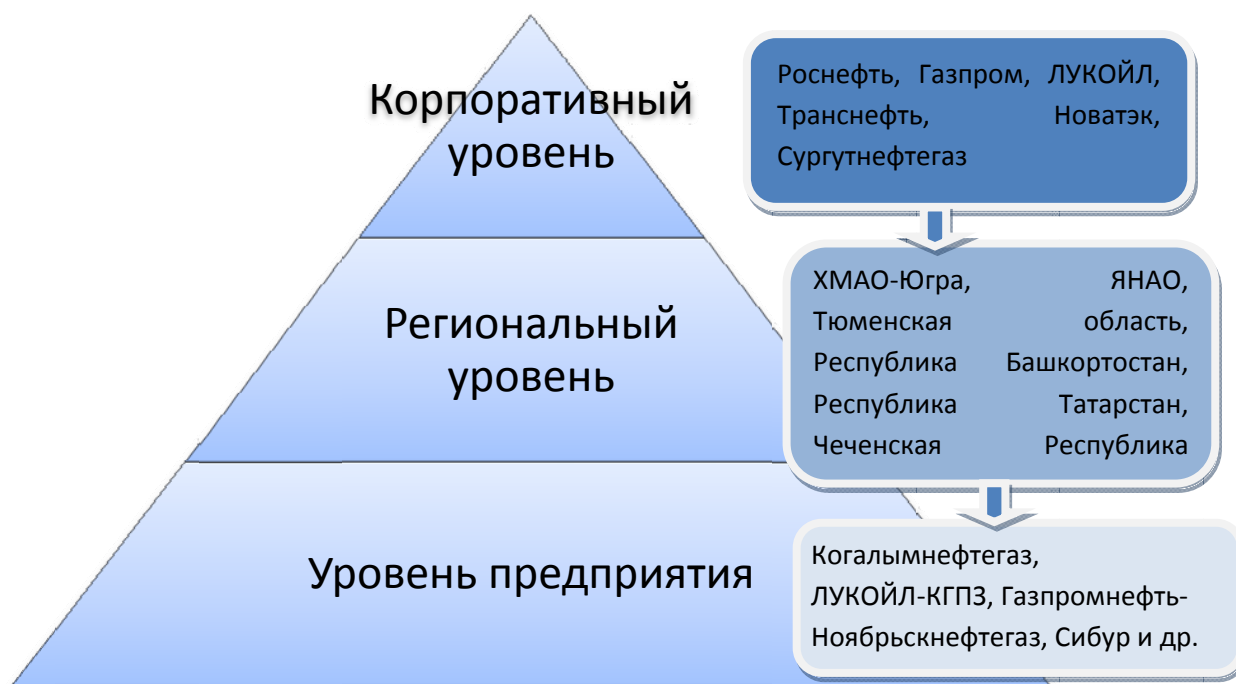 Корпоративный
уровень
Роснефть, Газпром, ЛУКОЙЛ,
Транснефть, Новатэк,
Сургутнефтегаз
Региональный
уровень
ХМАО-Югра, ЯНАО,
Тюменская область,
Республика Башкортостан,
Республика Татарстан,
Чеченская Республика
Уровень предприятия
Когалымнефтегаз,
ЛУКОЙЛ-КГПЗ, Газпромнефть-
Ноябрьскнефтегаз, Сибур и др.